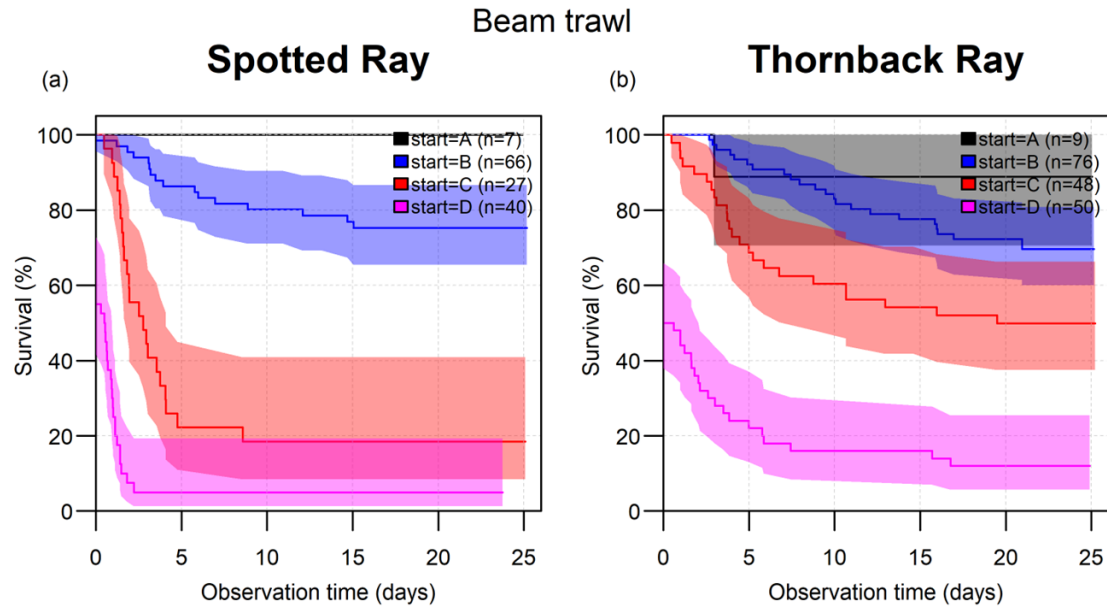 Beam trawl
Spotted Ray
(a)
start=A (n=7)
start=B (n=66)
start=C (n=27)
start=D (n=40)
100
80
60
40
20
0
Survival (%)
0 5 10 15 20 25
Observation time (days)
Thornback Ray
(b)
start=A (n=9)
start=B (n=76)
start=C (n=48)
start=D (n=50)
100
80
60
40
20
0
Survival (%)
0 5 10 15 20 25
Observation time (days)